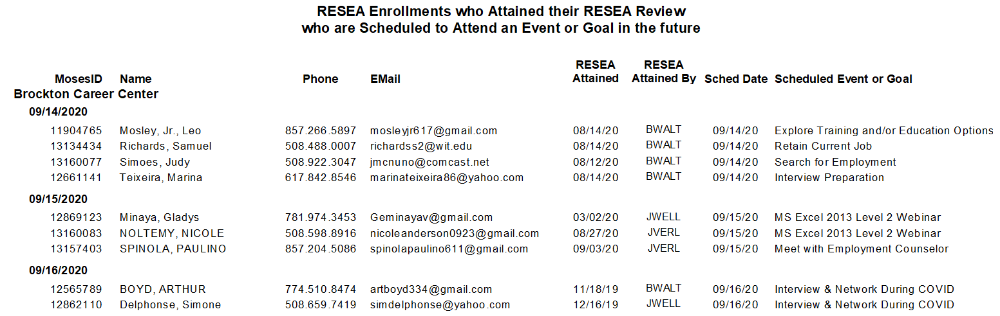 RESEA Enrollments who Attained their RESEA Review
who are Scheduled to Attend an Event or Goal in the future
MosesID Name Phone EMail RESEA Attained RESEA Attained By Sched Date Scheduled Event or Goal
Brockton Career Center
09/14/2020
11904765 Mosley, Jr., Leo 857.266.5897 mosleyjr617@gmail.com 08/14/20 BWALT 09/14/20 Explore Training and/or Education Options
13134434 Richards, Samuel 508.488.0007 richardss2@wit.edu 08/14/20 BWALT 09/14/20 Retain Current Job
13160077 Simoes, Judy 508.922.3047 jmcnuno@comcast.net 08/12/20 BWALT 09/14/20 Search for Employment
12661141 Teixeira, Marina 617.842.8546 marinateixeira86@yahoo.com 08/14/20 BWALT 09/14/20 Interview Preparation
09/15/2020
12869123 Minaya, Gladys 781.974.3453 Geminayav@gmail.com 03/02/20 JWELL 09/15/20 MS Excel 2013 Level 2 Webinar
13160083 NOLTEMY, NICOLE 508.598.8916 nicoleanderson0923@gmail.com 08/27/20 JVERL 09/15/20 MS Excel 2013 Level 2 Webinar
13157403 SPINOLA, PAULINO 857.204.5086 spinolapaulino611@gmail.com 09/03/20 JVERL 09/15/20 Meet with Employment Counselor
09/16/2020
12565789 BOYD, ARTHUR 774.510.8474 artboyd334@gmail.com 11/18/19 BWALT 09/16/20 Interview & Network During COVID
12862110 Delphonse, Simone 508.659.7419 simdelphonse@yahoo.com 12/16/19 JWELL 09/16/20 Interview & Network During COVID